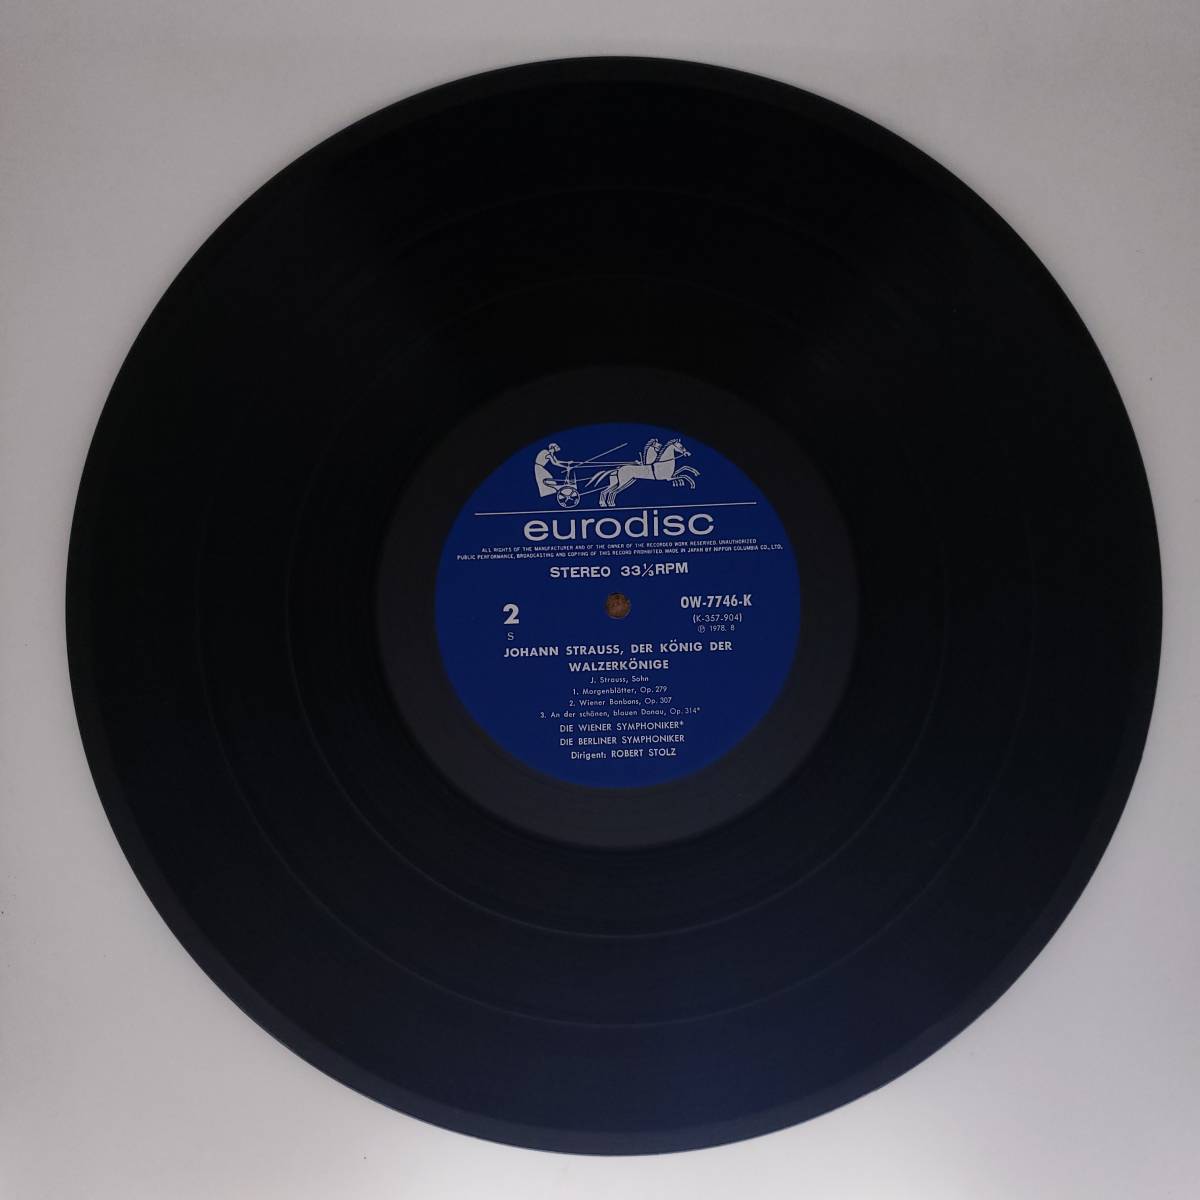 eurodisc
ALL RIGHTS OF THE MANUFACTURER AND OF THE OWNER OF THE RECORDED WORK RESERVED. UNAUTHORIZED
PUBLIC PERFORMANCE, BROADCASTING AND COPYING OF THIS RECORD PROHIBITED. MADE IN JAPAN BY NIPPON COLUMBIA CO., LTD.
STEREO 33⅓RPM
2
S
OW-7746-K
(K-357-904)
Ⓟ 1978. 8
JOHANN STRAUSS, DER KÖNIG DER
WALZERKÖNIGE
J. Strauss, Sohn
1. Morgenblätter, Op. 279
2. Wiener Bonbons, Op. 307
3. An der schönen, blauen Donau, Op. 314*
DIE WIENER SYMPHONIKER*
DIE BERLINER SYMPHONIKER
Dirigent: ROBERT STOLZ